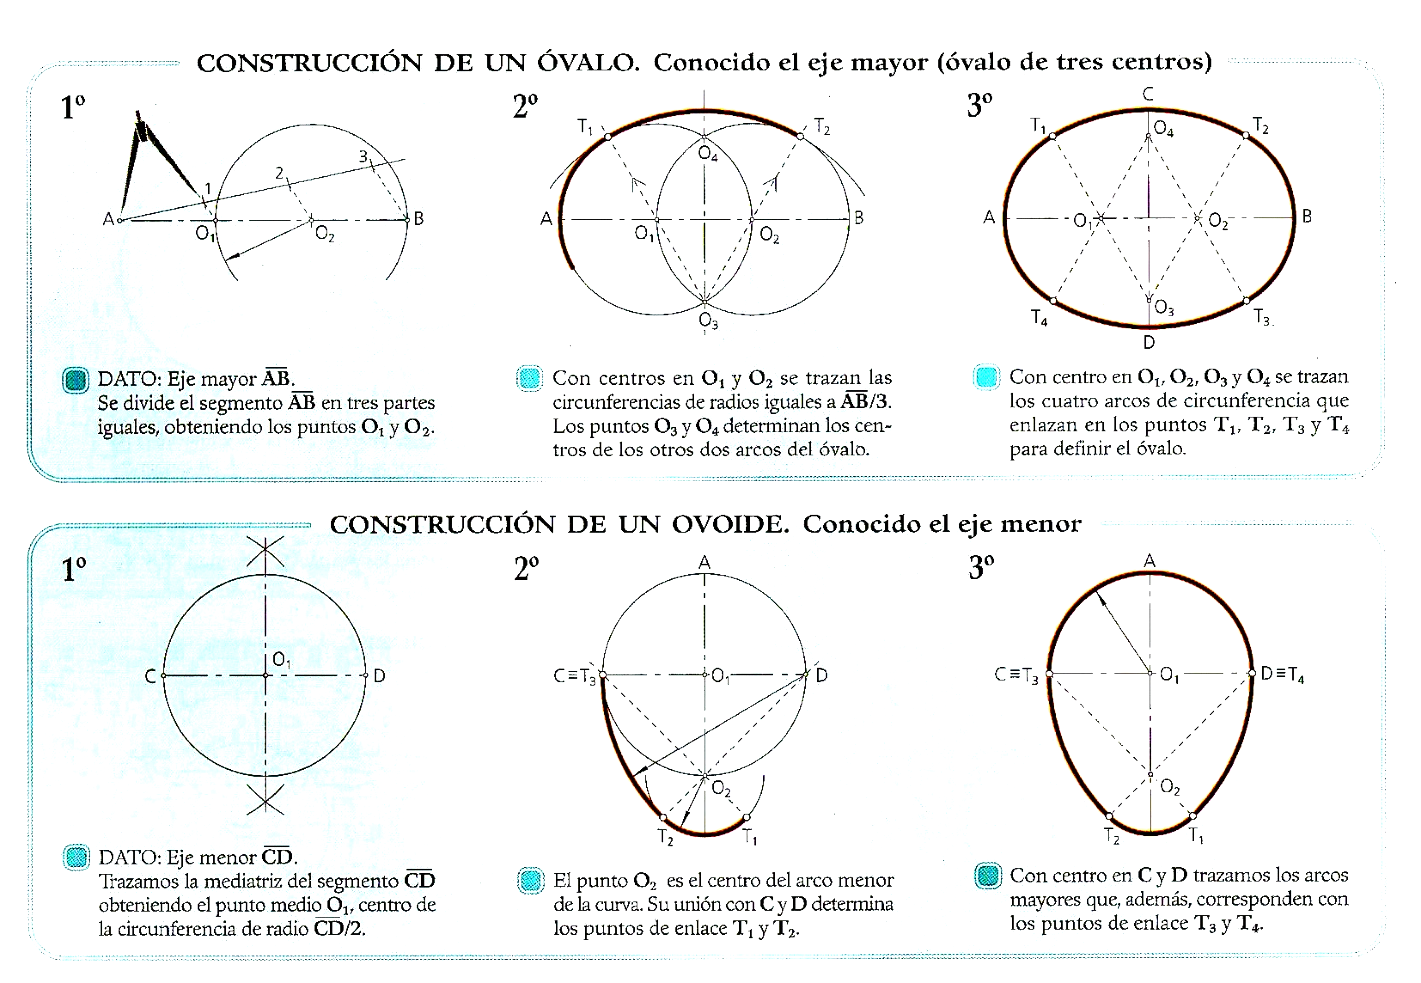 CONSTRUCCIÓN DE UN ÓVALO. Conocido el eje mayor (óvalo de tres centros)
1º
A
1
2
3
O₁
O₂
B
DATO: Eje mayor A̅B̅.
Se divide el segmento A̅B̅ en tres partes
iguales, obteniendo los puntos O₁ y O₂.
2º
T₁
T₂
O₄
A
O₁
O₂
B
O₃
Con centros en O₁ y O₂ se trazan las
circunferencias de radios iguales a A̅B̅/3.
Los puntos O₃ y O₄ determinan los cen-
tros de los otros dos arcos del óvalo.
3º
C
T₁
O₄
T₂
A
O₁
O₂
B
T₄
O₃
T₃
D
Con centro en O₁, O₂, O₃ y O₄ se trazan
los cuatro arcos de circunferencia que
enlazan en los puntos T₁, T₂, T₃ y T₄
para definir el óvalo.
CONSTRUCCIÓN DE UN OVOIDE. Conocido el eje menor
1º
O₁
C
D
DATO: Eje menor C̅D̅.
Trazamos la mediatriz del segmento C̅D̅
obteniendo el punto medio O₁, centro de
la circunferencia de radio C̅D̅/2.
2º
A
C≡T₃
O₁
D
O₂
T₂
T₁
El punto O₂ es el centro del arco menor
de la curva. Su unión con C y D determina
los puntos de enlace T₁ y T₂.
3º
A
C≡T₃
O₁
D≡T₄
O₂
T₂
T₁
Con centro en C y D trazamos los arcos
mayores que, además, corresponden con
los puntos de enlace T₃ y T₄.